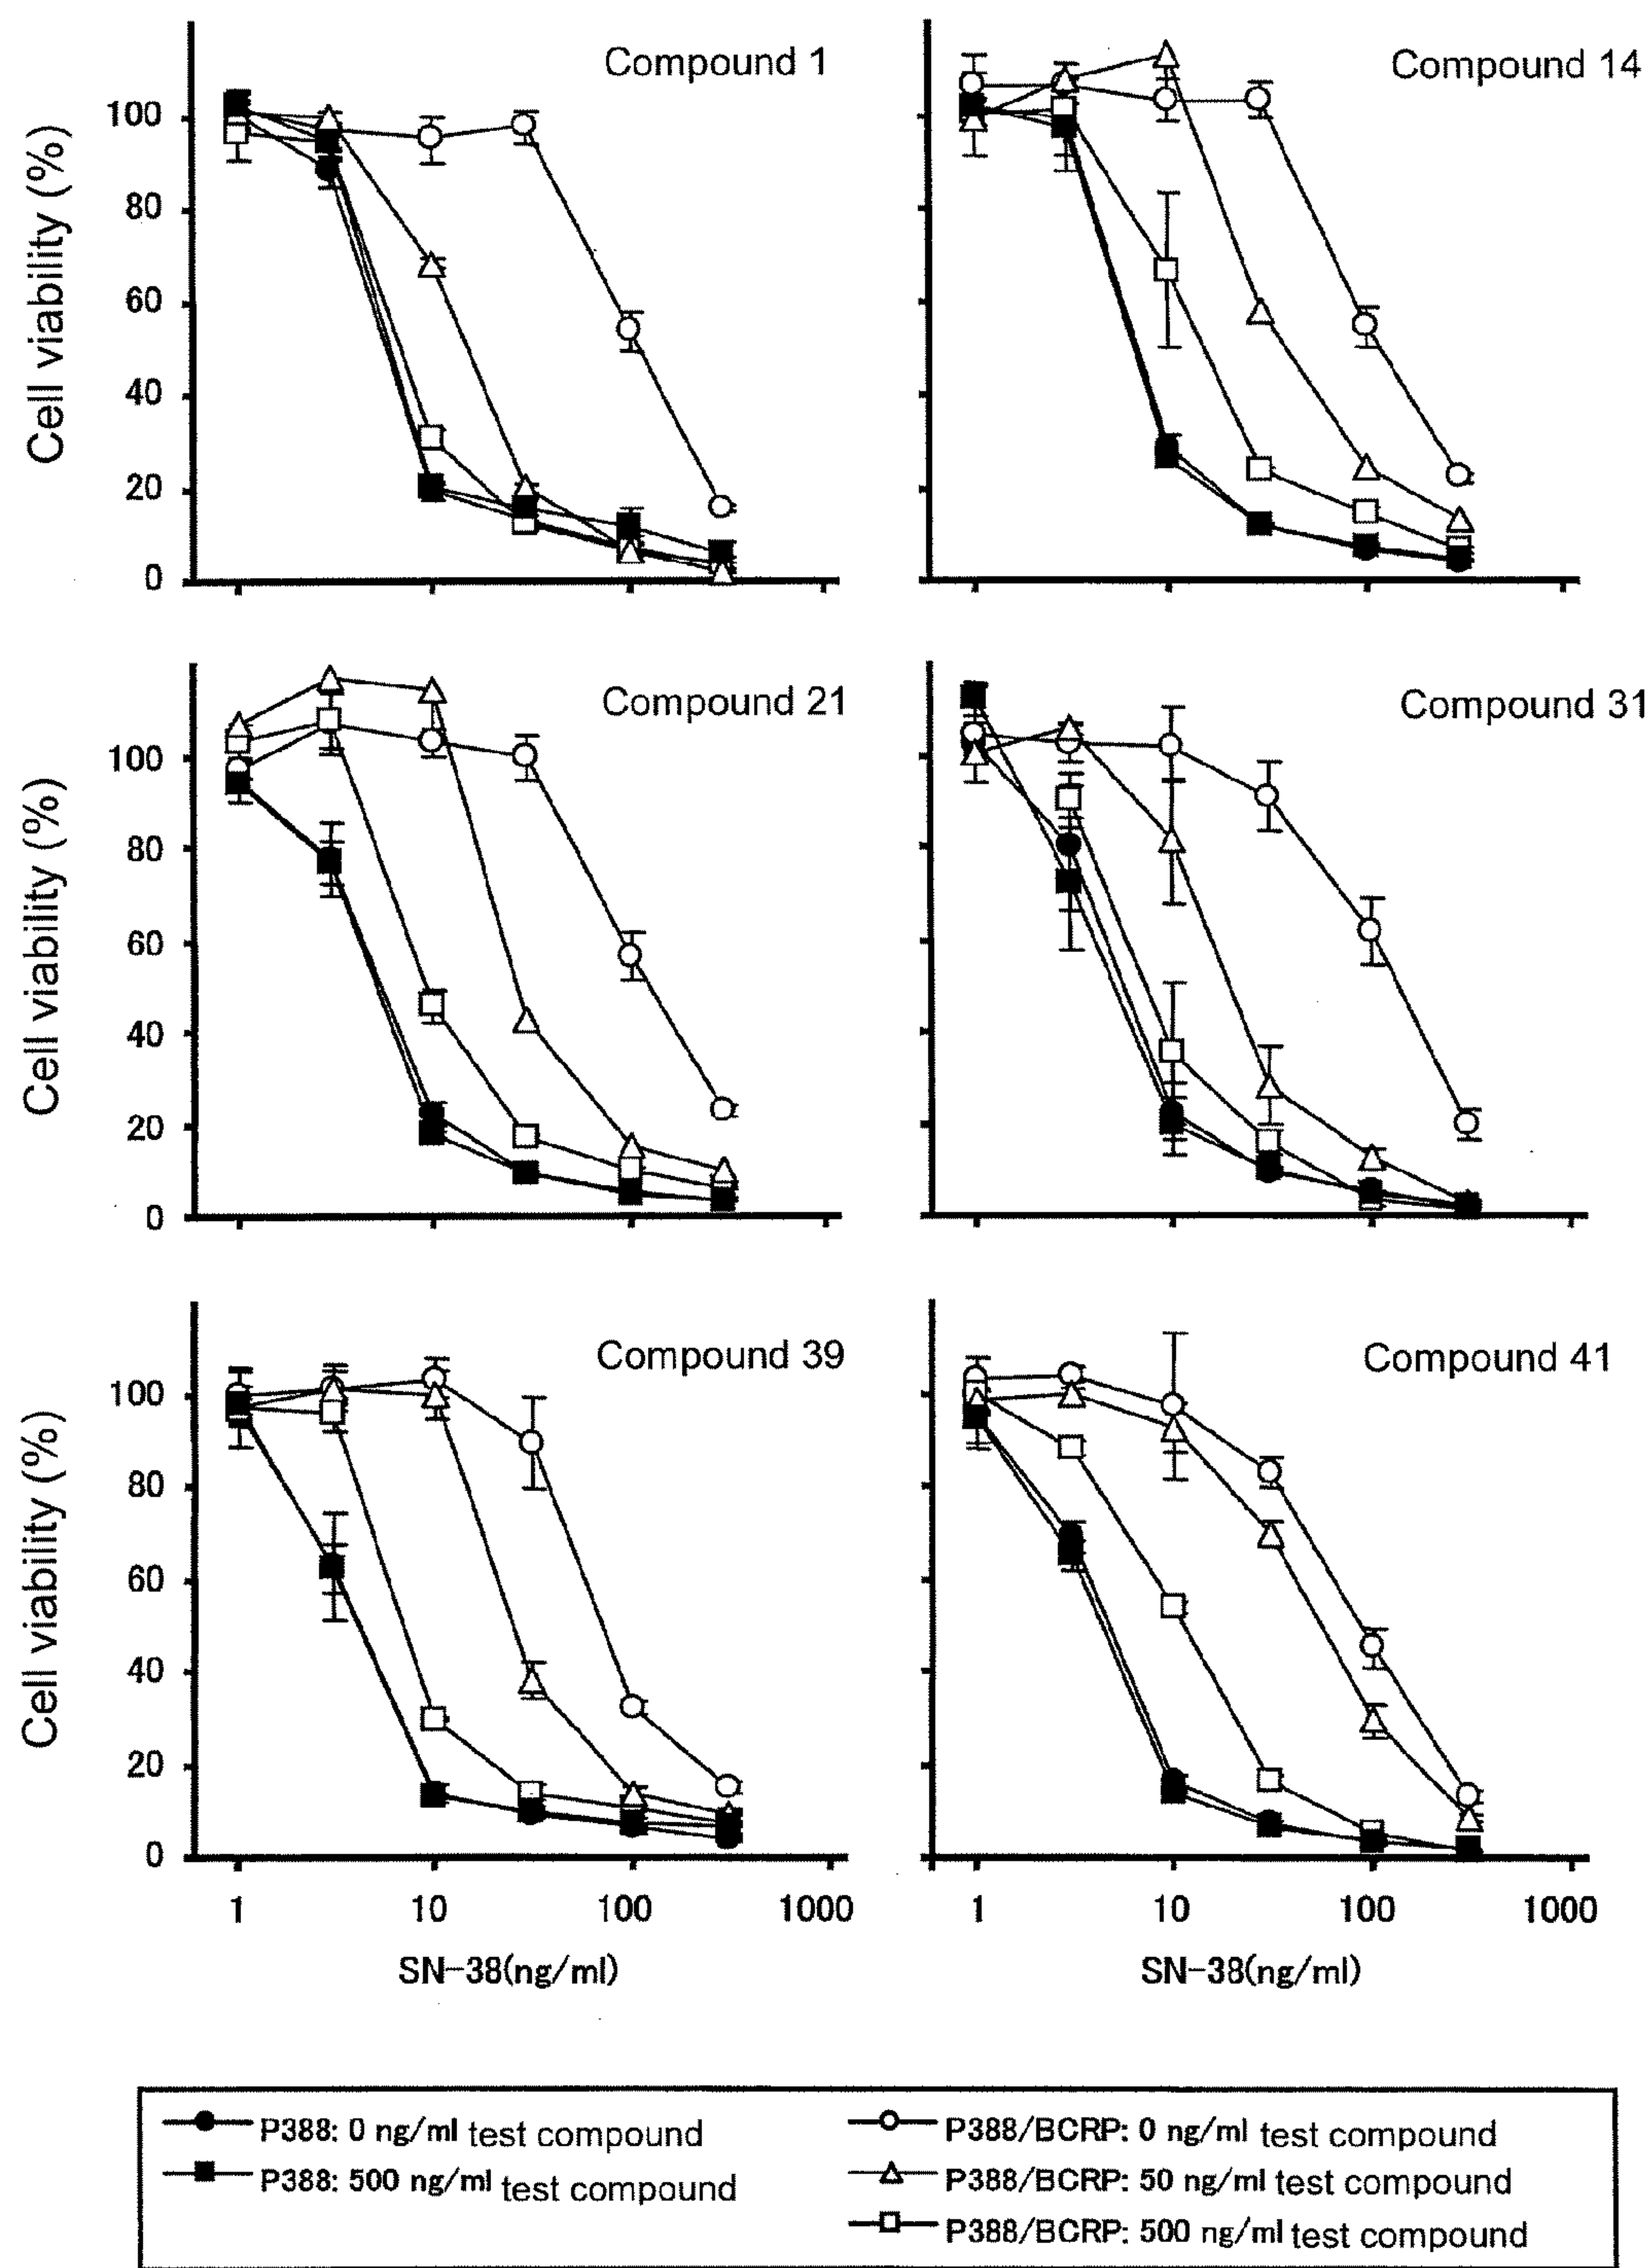 Compound 1
Cell viability (%)
100
80
60
40
20
0
Compound 14
Compound 21
Cell viability (%)
100
80
60
40
20
0
Compound 31
Compound 39
Cell viability (%)
100
80
60
40
20
0
1 10 100 1000
SN-38(ng/ml)
Compound 41
1 10 100 1000
SN-38(ng/ml)
P388: 0 ng/ml test compound
P388: 500 ng/ml test compound
P388/BCRP: 0 ng/ml test compound
P388/BCRP: 50 ng/ml test compound
P388/BCRP: 500 ng/ml test compound